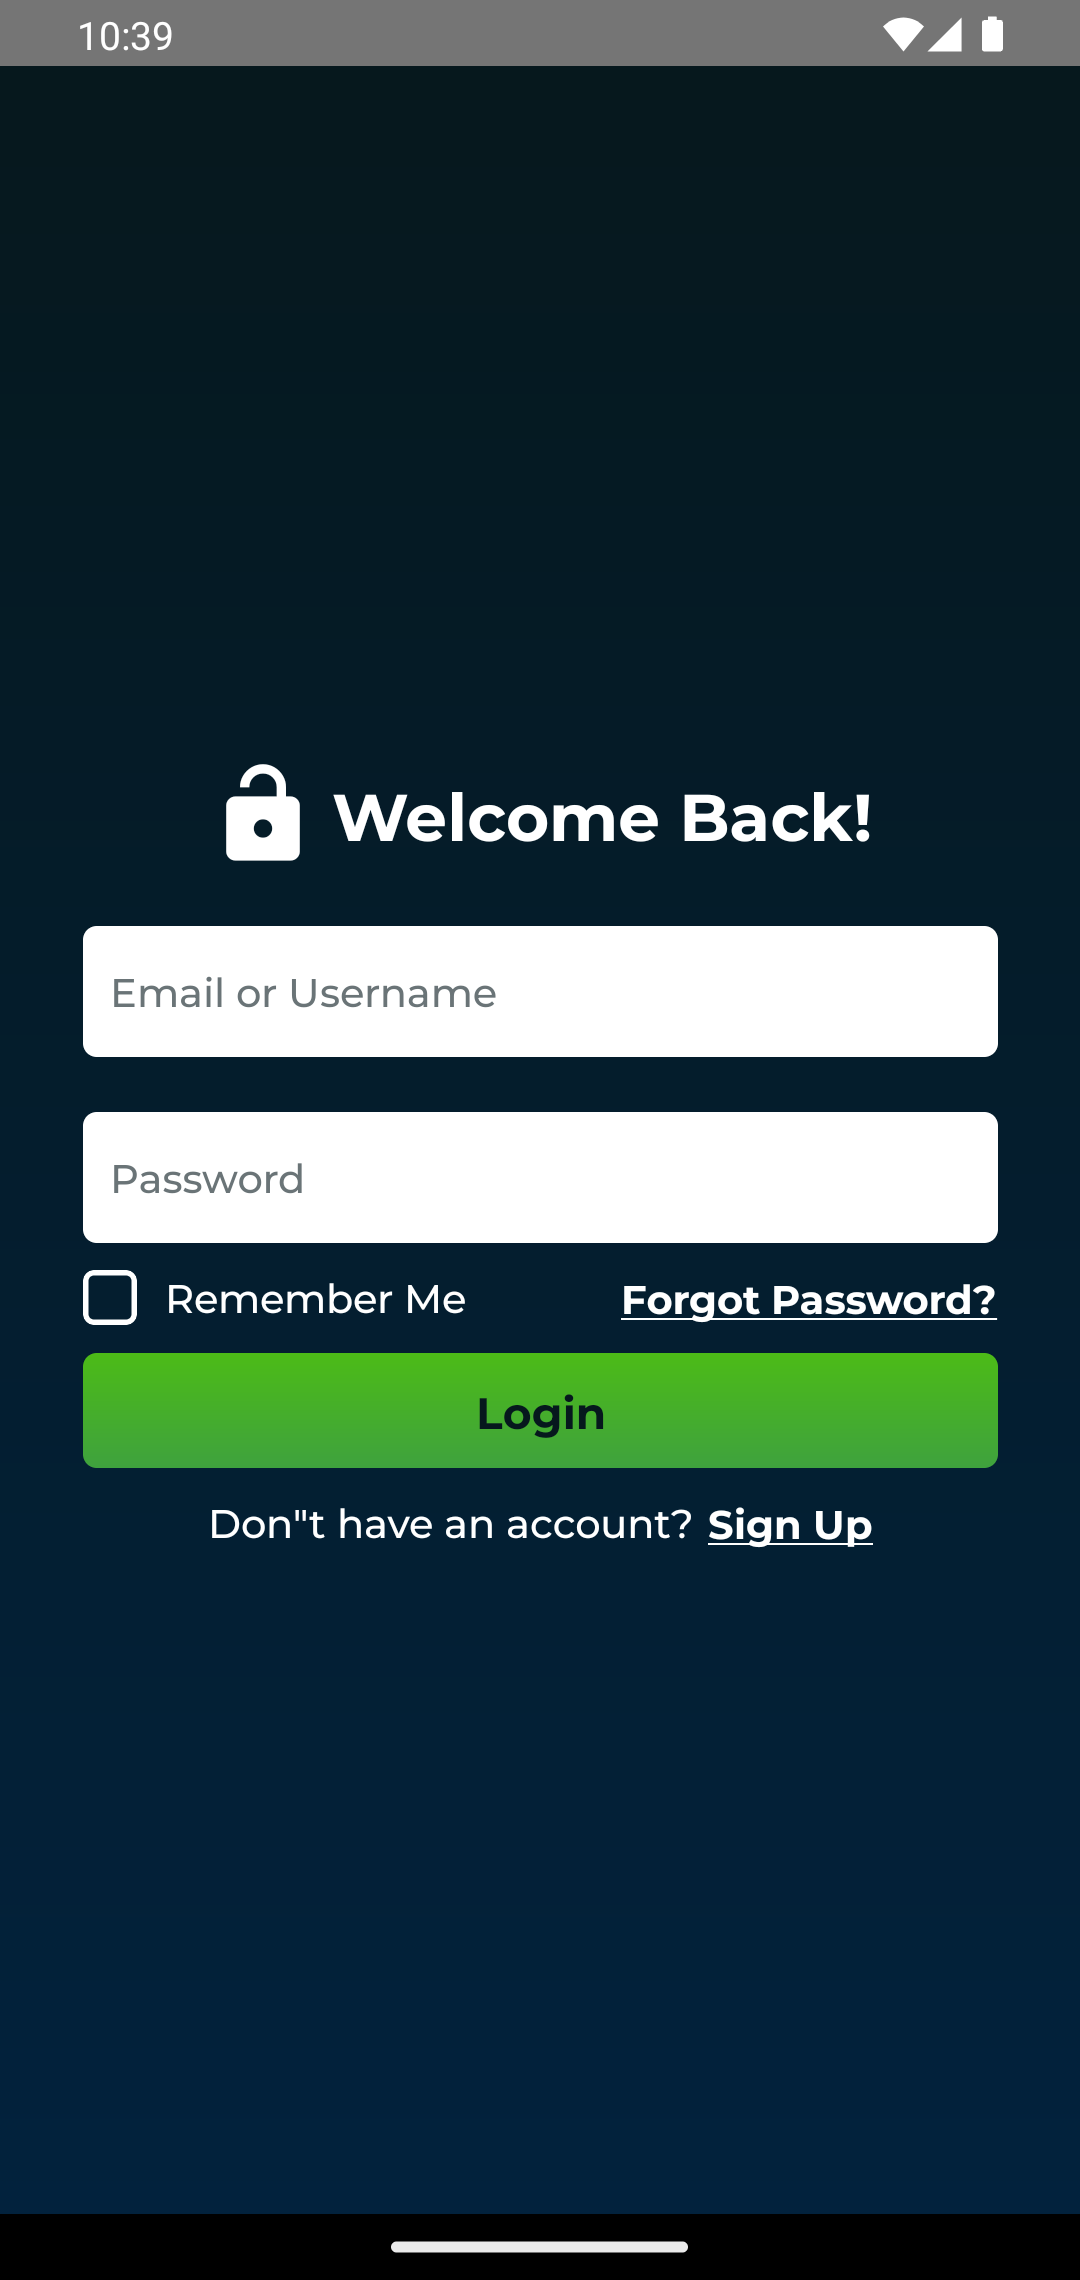 10:39
Welcome Back!
Email or Username
Password
Remember Me
Forgot Password?
Login
Don"t have an account? Sign Up